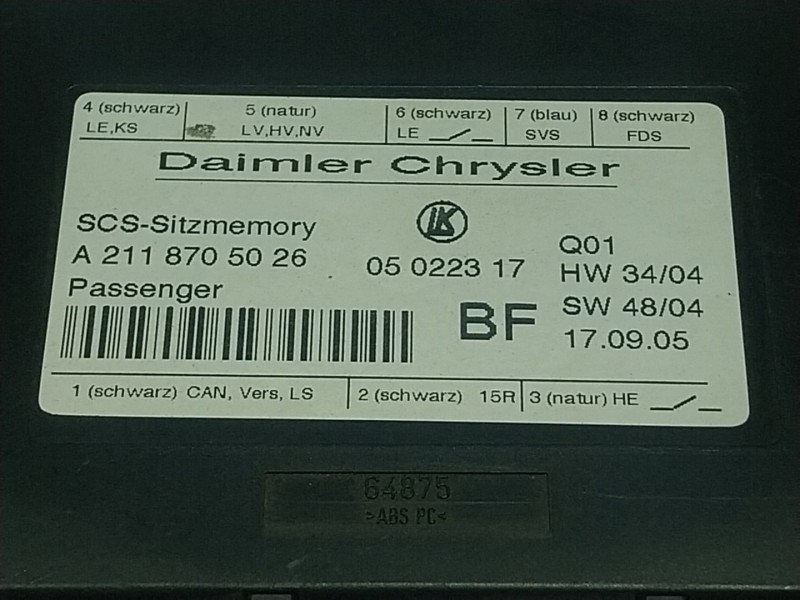 4 (schwarz) 5 (natur) 6 (schwarz) 7 (blau) 8 (schwarz)
LE,KS LV,HV,NV LE SVS FDS
Daimler Chrysler
SCS-Sitzmemory
A 211 870 50 26
Passenger
LK
05 0223 17
BF
Q01
HW 34/04
SW 48/04
17.09.05
1 (schwarz) CAN, Vers, LS 2 (schwarz) 15R 3 (natur) HE
64875
>ABS PC<